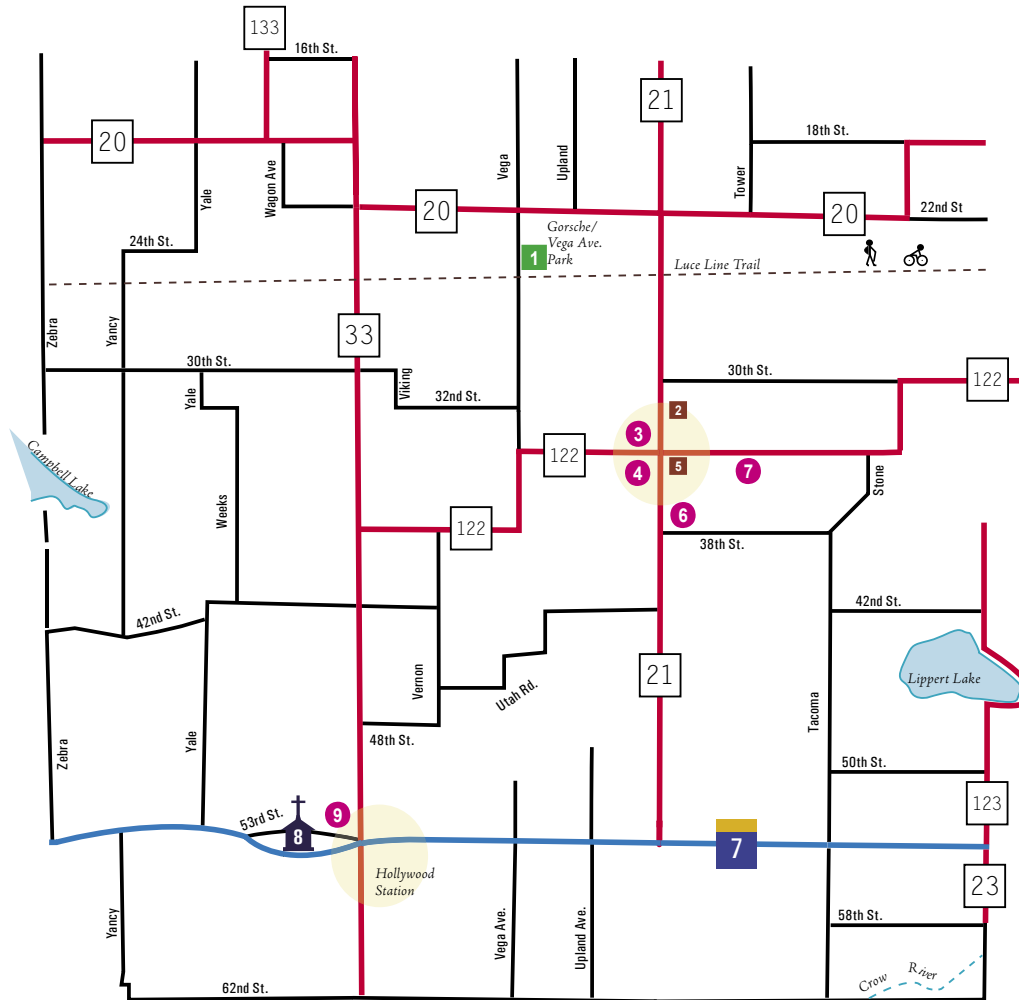 133
16th St.
21
20
18th St.
Wagon Ave
Yale
Vega
Upland
Tower
20
20
22nd St
24th St.
Gorsche/
Vega Ave.
Park
1
Luce Line Trail
Zebra
Yancy
33
30th St.
Viking
30th St.
122
Yale
32nd St.
2
3
122
4
5
7
Campbell Lake
Stone
Weeks
122
6
38th St.
42nd St.
42nd St.
Vernon
Utah Rd.
21
Lippert Lake
Tacoma
Zebra
Yale
48th St.
50th St.
53rd St.
8
9
7
123
Hollywood
Station
23
Yancy
Vega Ave.
Upland Ave.
58th St.
Crow River
62nd St.